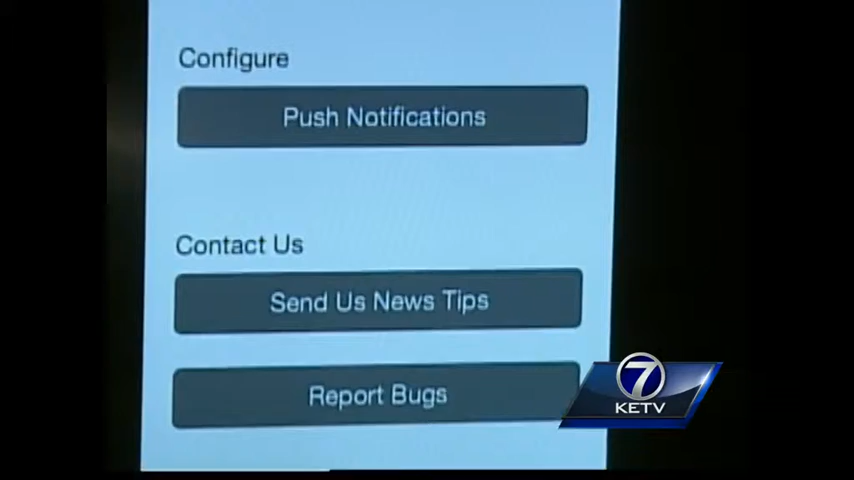 Configure
Push Notifications
Contact Us
Send Us News Tips
Report Bugs
7
KETV